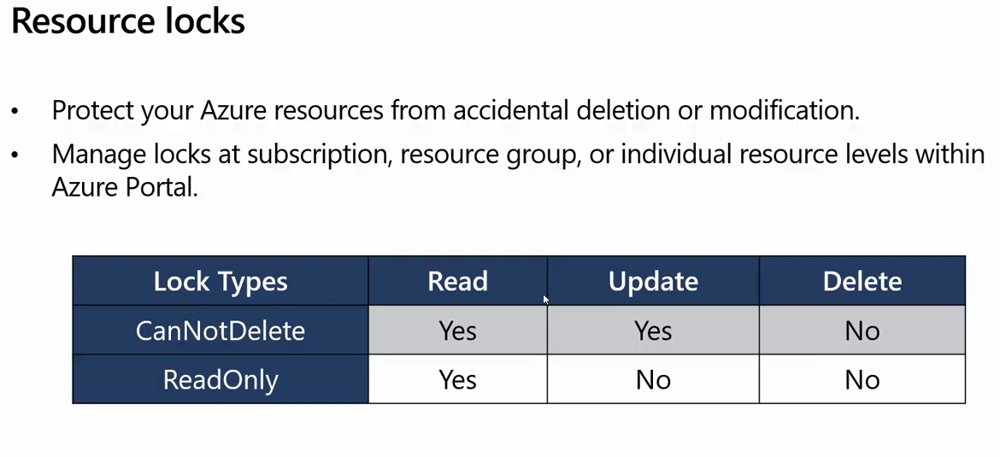 Resource locks
• Protect your Azure resources from accidental deletion or modification.
• Manage locks at subscription, resource group, or individual resource levels within
Azure Portal.
Lock Types Read Update Delete
CanNotDelete Yes Yes No
ReadOnly Yes No No